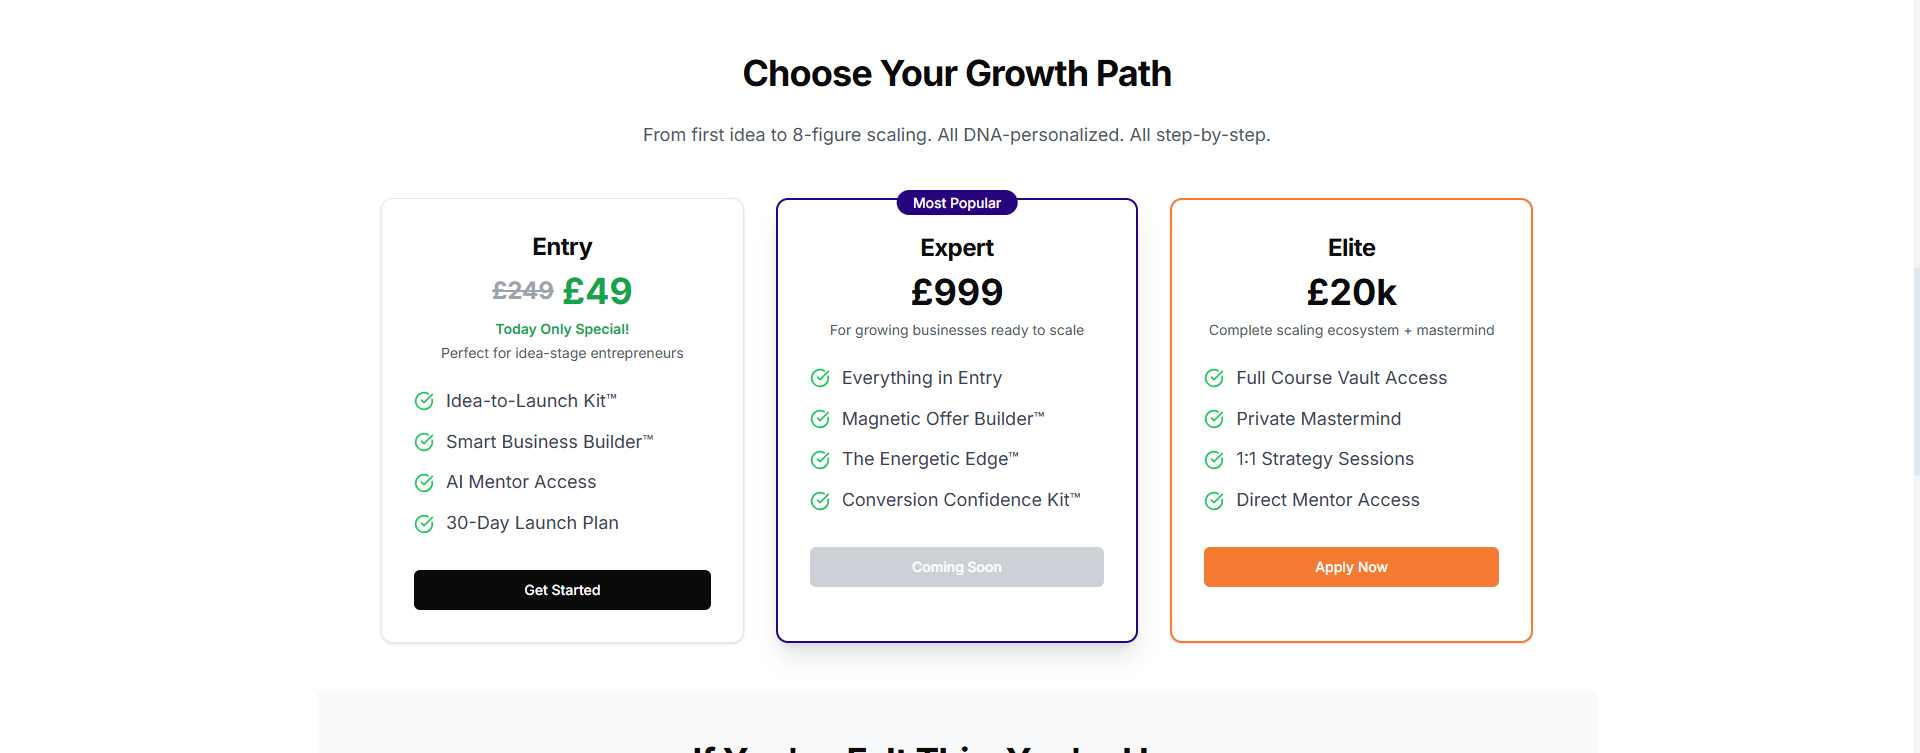 Choose Your Growth Path
From first idea to 8-figure scaling. All DNA-personalized. All step-by-step.
Entry
£249 £49
Today Only Special!
Perfect for idea-stage entrepreneurs
Idea-to-Launch Kit™
Smart Business Builder™
AI Mentor Access
30-Day Launch Plan
Get Started
Most Popular
Expert
£999
For growing businesses ready to scale
Everything in Entry
Magnetic Offer Builder™
The Energetic Edge™
Conversion Confidence Kit™
Coming Soon
Elite
£20k
Complete scaling ecosystem + mastermind
Full Course Vault Access
Private Mastermind
1:1 Strategy Sessions
Direct Mentor Access
Apply Now